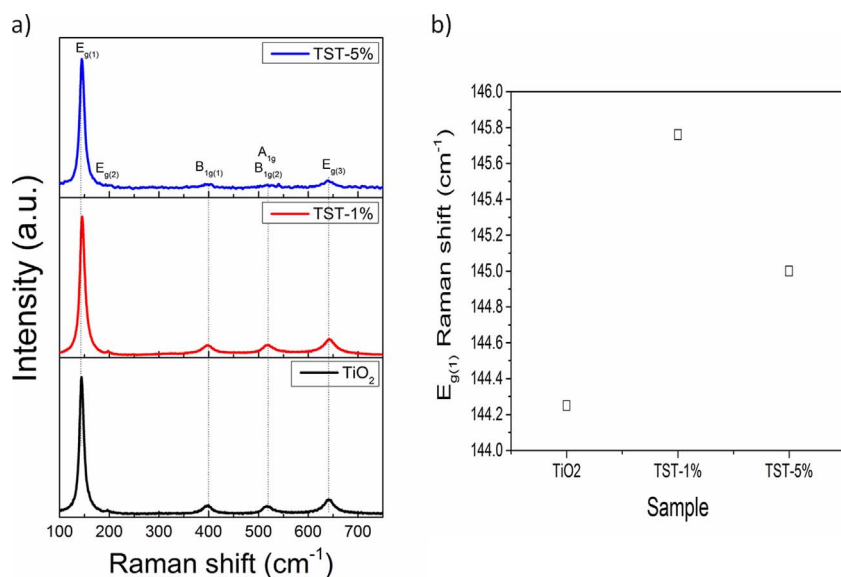 a)
Intensity (a.u.)
E_g(1)
TST-5%
E_g(2)
B_1g(1)
A_1g
B_1g(2)
E_g(3)
TST-1%
TiO₂
100 200 300 400 500 600 700
Raman shift (cm⁻¹)
b)
E_g(1) Raman shift (cm⁻¹)
146.0
145.8
145.6
145.4
145.2
145.0
144.8
144.6
144.4
144.2
144.0
TiO2 TST-1% TST-5%
Sample